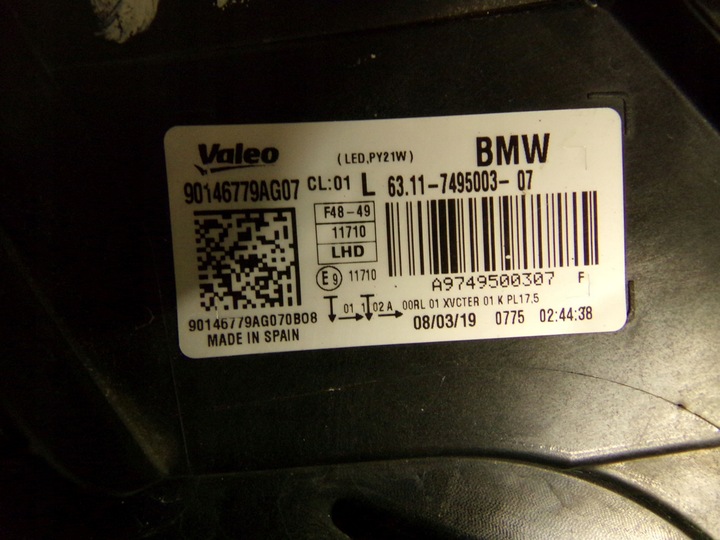 Valeo (LED,PY21W) BMW
90146779AG07 CL:01 L 63.11-7495003-07
F48-49
11710
LHD
E9 11710
A9749500307 F
01 1 02 A 00RL 01 XVCTER 01 K PL17,5
90146779AG070B08 08/03/19 0775 02:44:38
MADE IN SPAIN